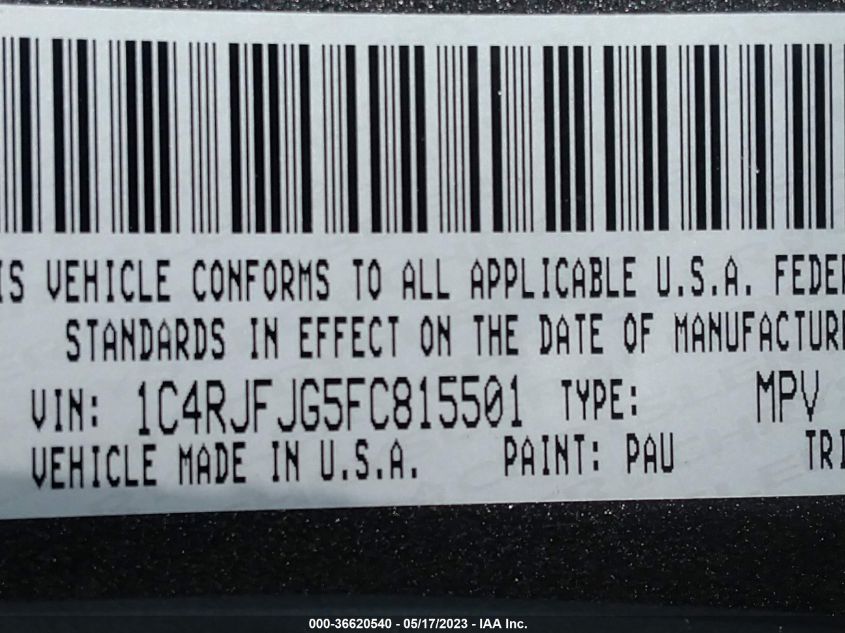 IS VEHICLE CONFORMS TO ALL APPLICABLE U.S.A. FEDER
STANDARDS IN EFFECT ON THE DATE OF MANUFACTURE
VIN: 1C4RJFJG5FC815501 TYPE: MPV
VEHICLE MADE IN U.S.A. PAINT: PAU TRI
000-36620540 - 05/17/2023 - IAA Inc.